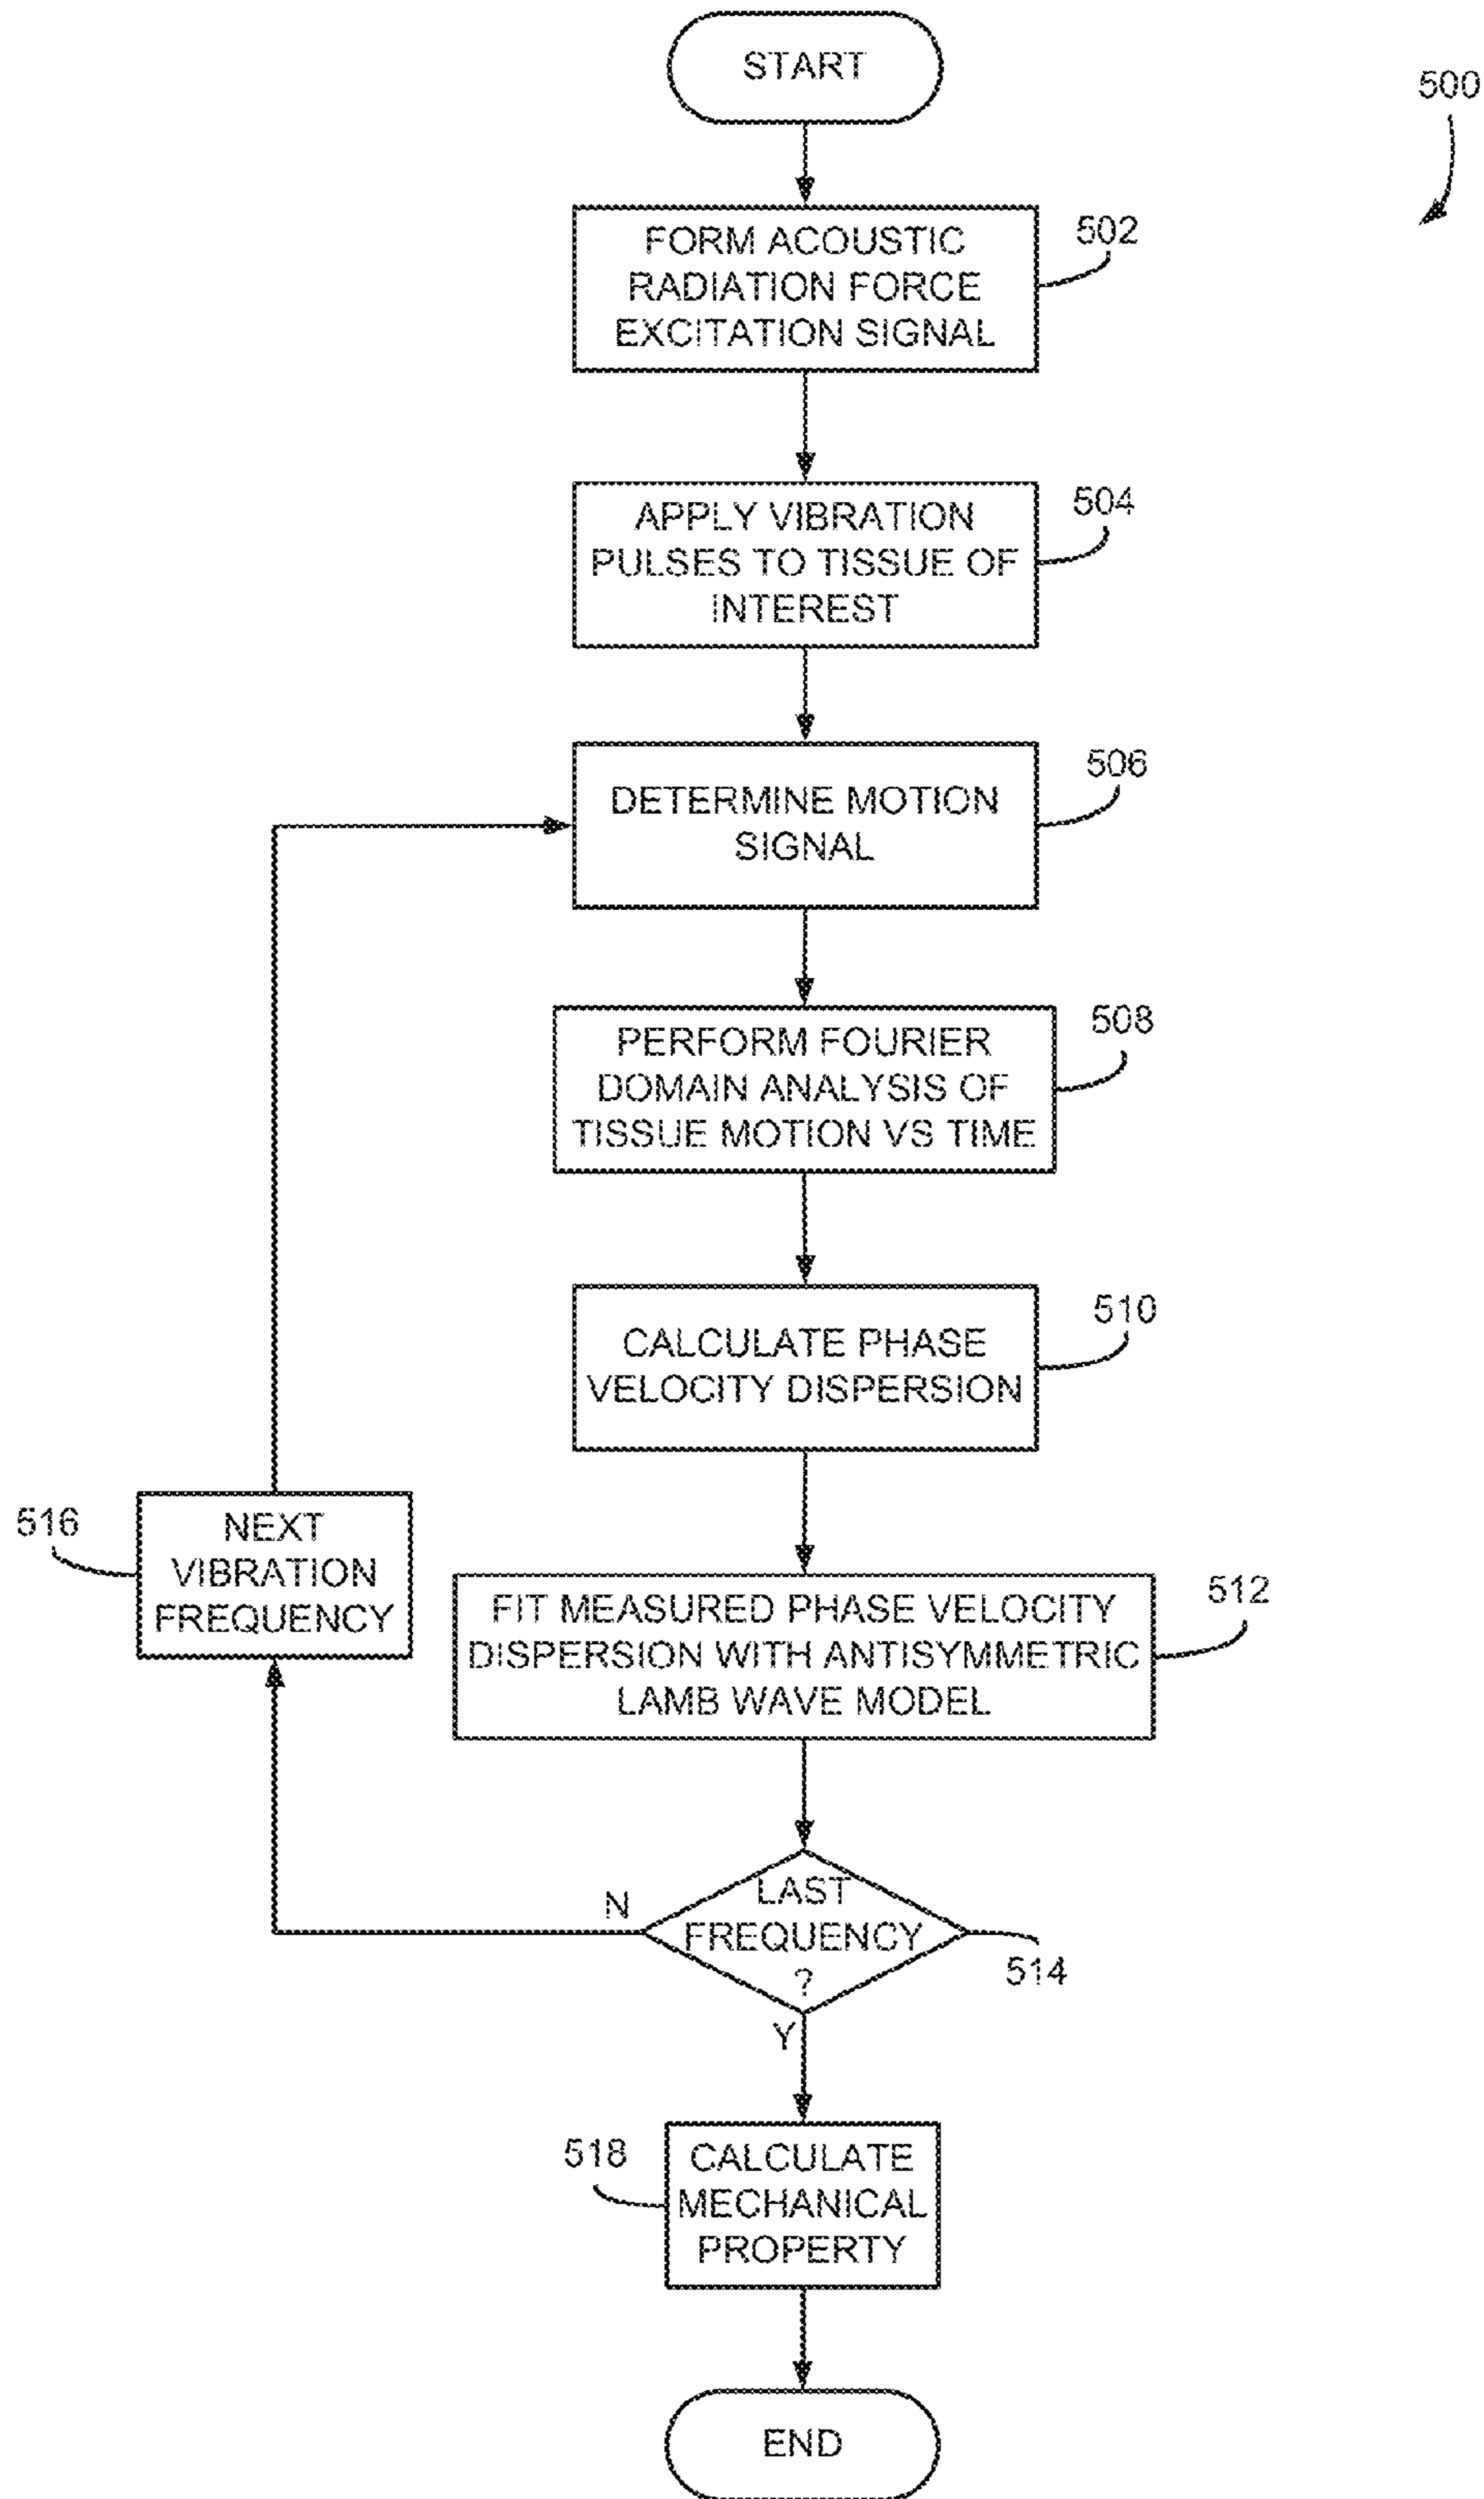 START
500
FORM ACOUSTIC
RADIATION FORCE
EXCITATION SIGNAL
502
APPLY VIBRATION
PULSES TO TISSUE OF
INTEREST
504
DETERMINE MOTION
SIGNAL
506
PERFORM FOURIER
DOMAIN ANALYSIS OF
TISSUE MOTION VS TIME
508
CALCULATE PHASE
VELOCITY DISPERSION
510
516
NEXT
VIBRATION
FREQUENCY
FIT MEASURED PHASE VELOCITY
DISPERSION WITH ANTISYMMETRIC
LAMB WAVE MODEL
512
N
LAST
FREQUENCY
?
514
Y
518
CALCULATE
MECHANICAL
PROPERTY
END